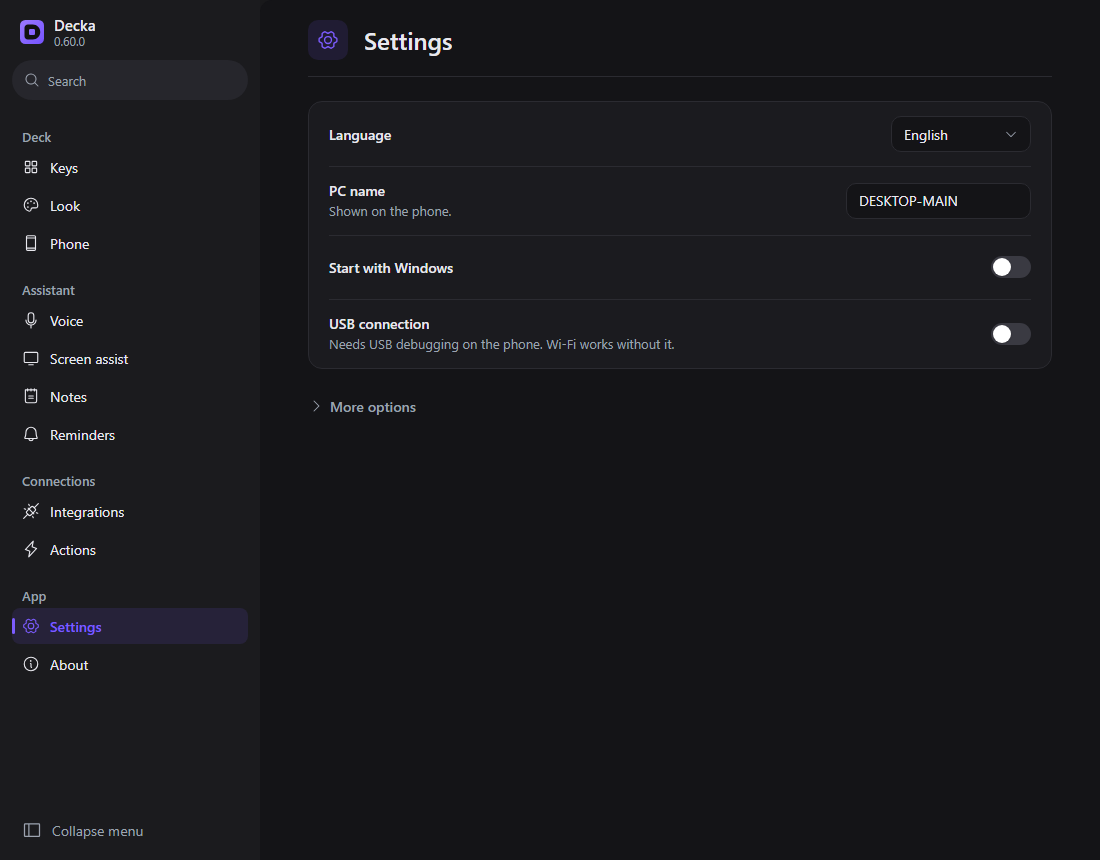 Decka
0.60.0
Search
Deck
Keys
Look
Phone
Assistant
Voice
Screen assist
Notes
Reminders
Connections
Integrations
Actions
App
Settings
About
Collapse menu
Settings
Language
English
PC name
Shown on the phone.
DESKTOP-MAIN
Start with Windows
USB connection
Needs USB debugging on the phone. Wi-Fi works without it.
More options